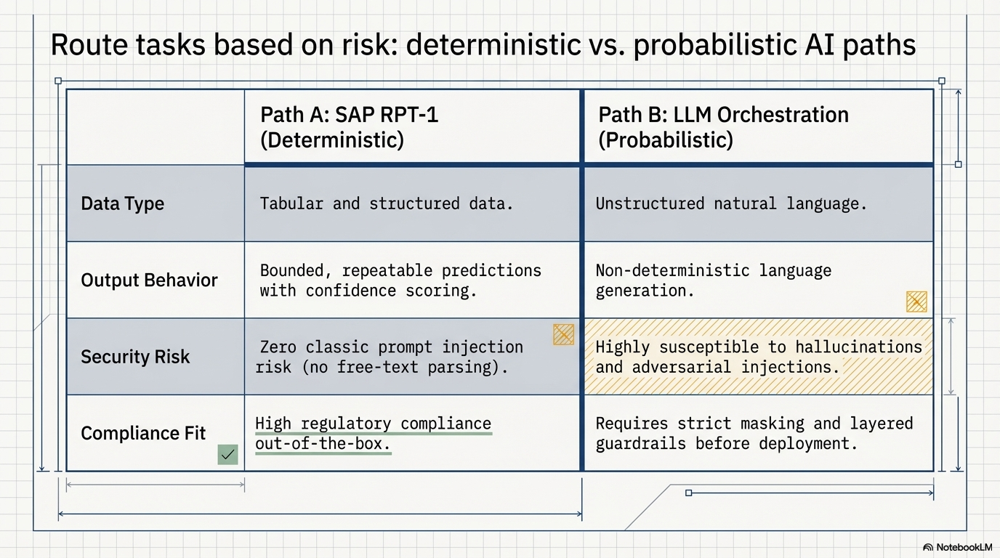 Route tasks based on risk: deterministic vs. probabilistic AI paths
Path A: SAP RPT-1
(Deterministic)
Path B: LLM Orchestration
(Probabilistic)
Data Type
Tabular and structured data.
Unstructured natural language.
Output Behavior
Bounded, repeatable predictions
with confidence scoring.
Non-deterministic language
generation.
Security Risk
Zero classic prompt injection
risk (no free-text parsing).
Highly susceptible to hallucinations
and adversarial injections.
Compliance Fit
High regulatory compliance
out-of-the-box.
Requires strict masking and layered
guardrails before deployment.
NotebookLM